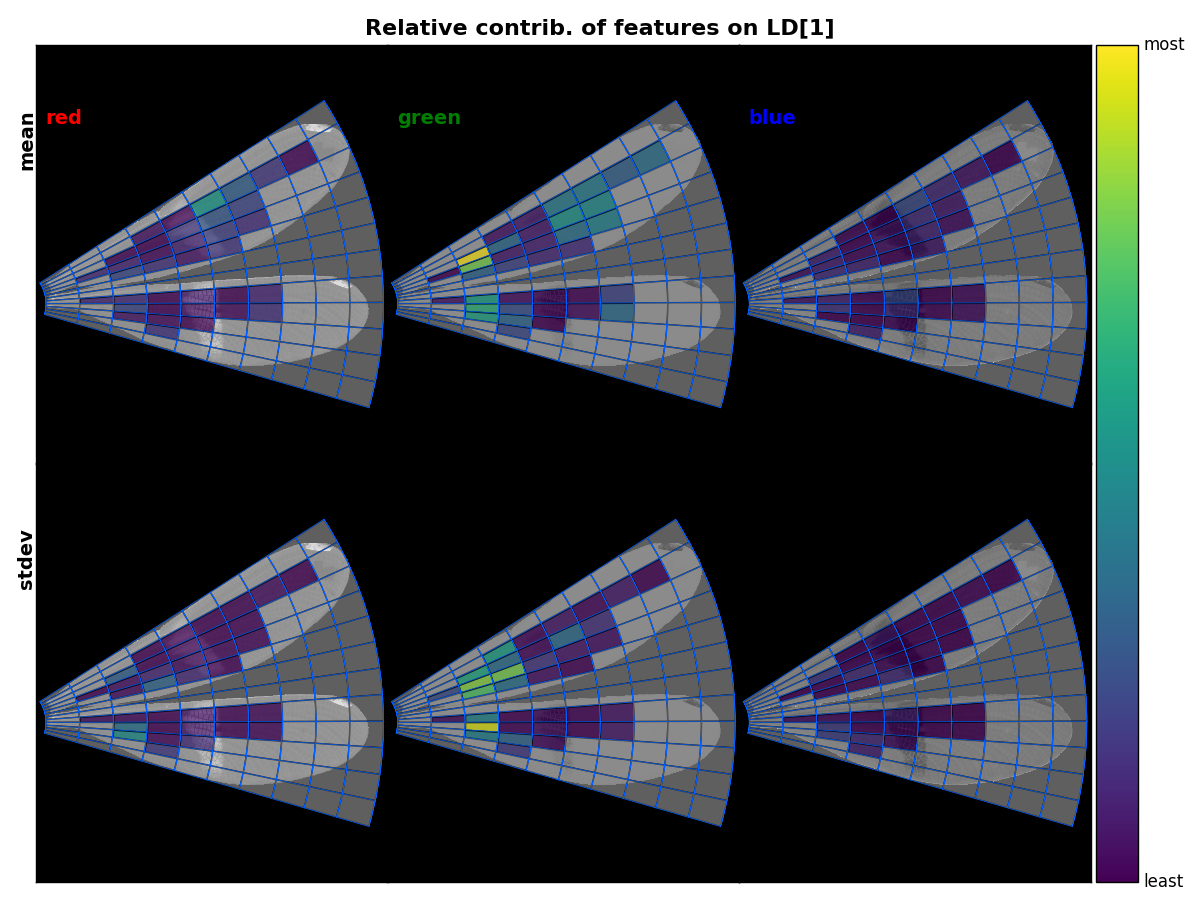 Relative contrib. of features on LD[1]
most
red
green
blue
mean
stdev
least